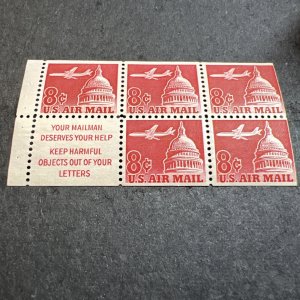 8¢
U.S. AIR MAIL
8¢
U.S. AIR MAIL
8¢
U.S. AIR MAIL
YOUR MAILMAN
DESERVES YOUR HELP
KEEP HARMFUL
OBJECTS OUT OF YOUR
LETTERS
8¢
U.S. AIR MAIL
8¢
U.S. AIR MAIL